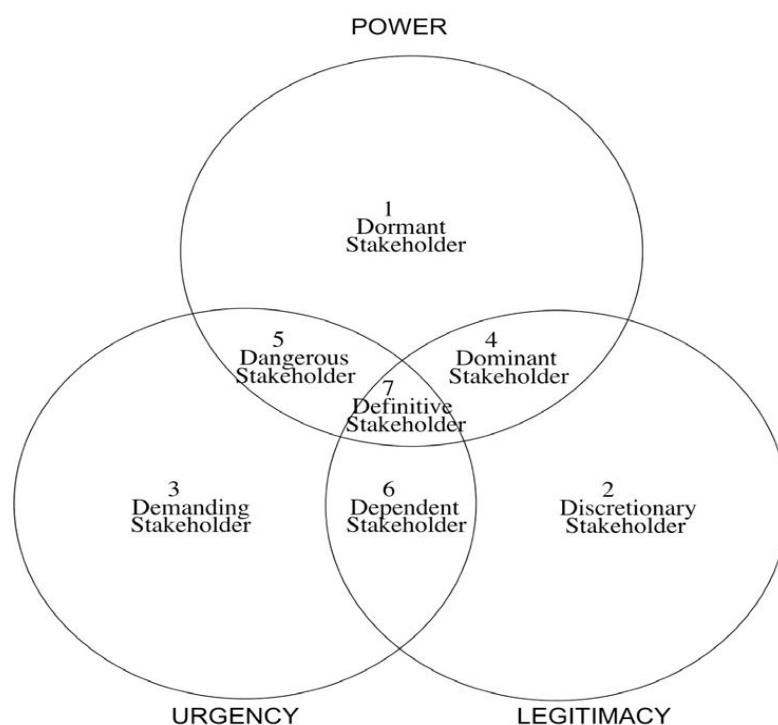 POWER
1
Dormant
Stakeholder
5
Dangerous
Stakeholder
4
Dominant
Stakeholder
7
Definitive
Stakeholder
3
Demanding
Stakeholder
6
Dependent
Stakeholder
2
Discretionary
Stakeholder
URGENCY
LEGITIMACY